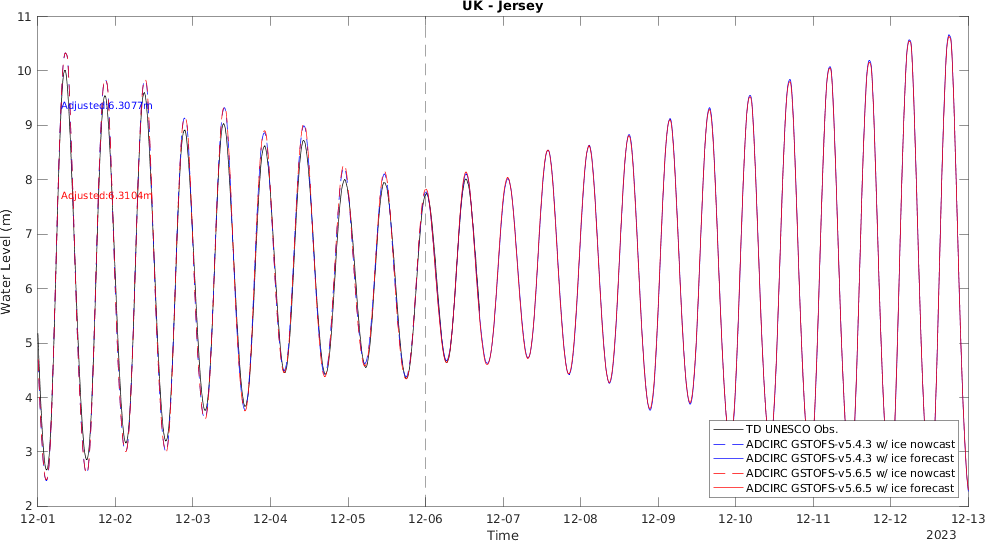 UK - Jersey
11
10
9
8
7
6
5
4
3
2
Water Level (m)
Adjusted:6.3077m
Adjusted:6.3104m
TD UNESCO Obs.
ADCIRC GSTOFS-v5.4.3 w/ ice nowcast
ADCIRC GSTOFS-v5.4.3 w/ ice forecast
ADCIRC GSTOFS-v5.6.5 w/ ice nowcast
ADCIRC GSTOFS-v5.6.5 w/ ice forecast
12-01 12-02 12-03 12-04 12-05 12-06 12-07 12-08 12-09 12-10 12-11 12-12 12-13
Time
2023